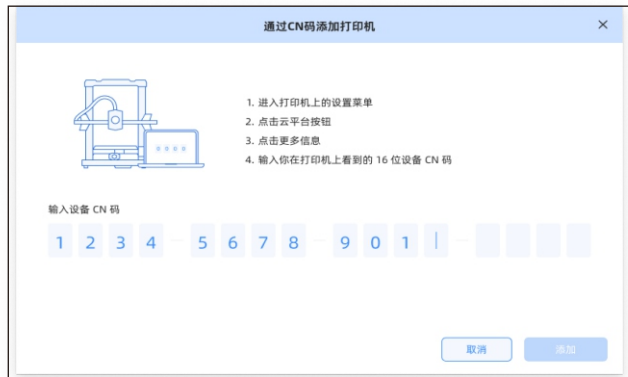 通过CN码添加打印机
1. 进入打印机上的设置菜单
2. 点击云平台按钮
3. 点击更多信息
4. 输入你在打印机上看到的 16 位设备 CN 码
输入设备 CN 码
1 2 3 4 — 5 6 7 8 — 9 0 1 | —
取消 添加